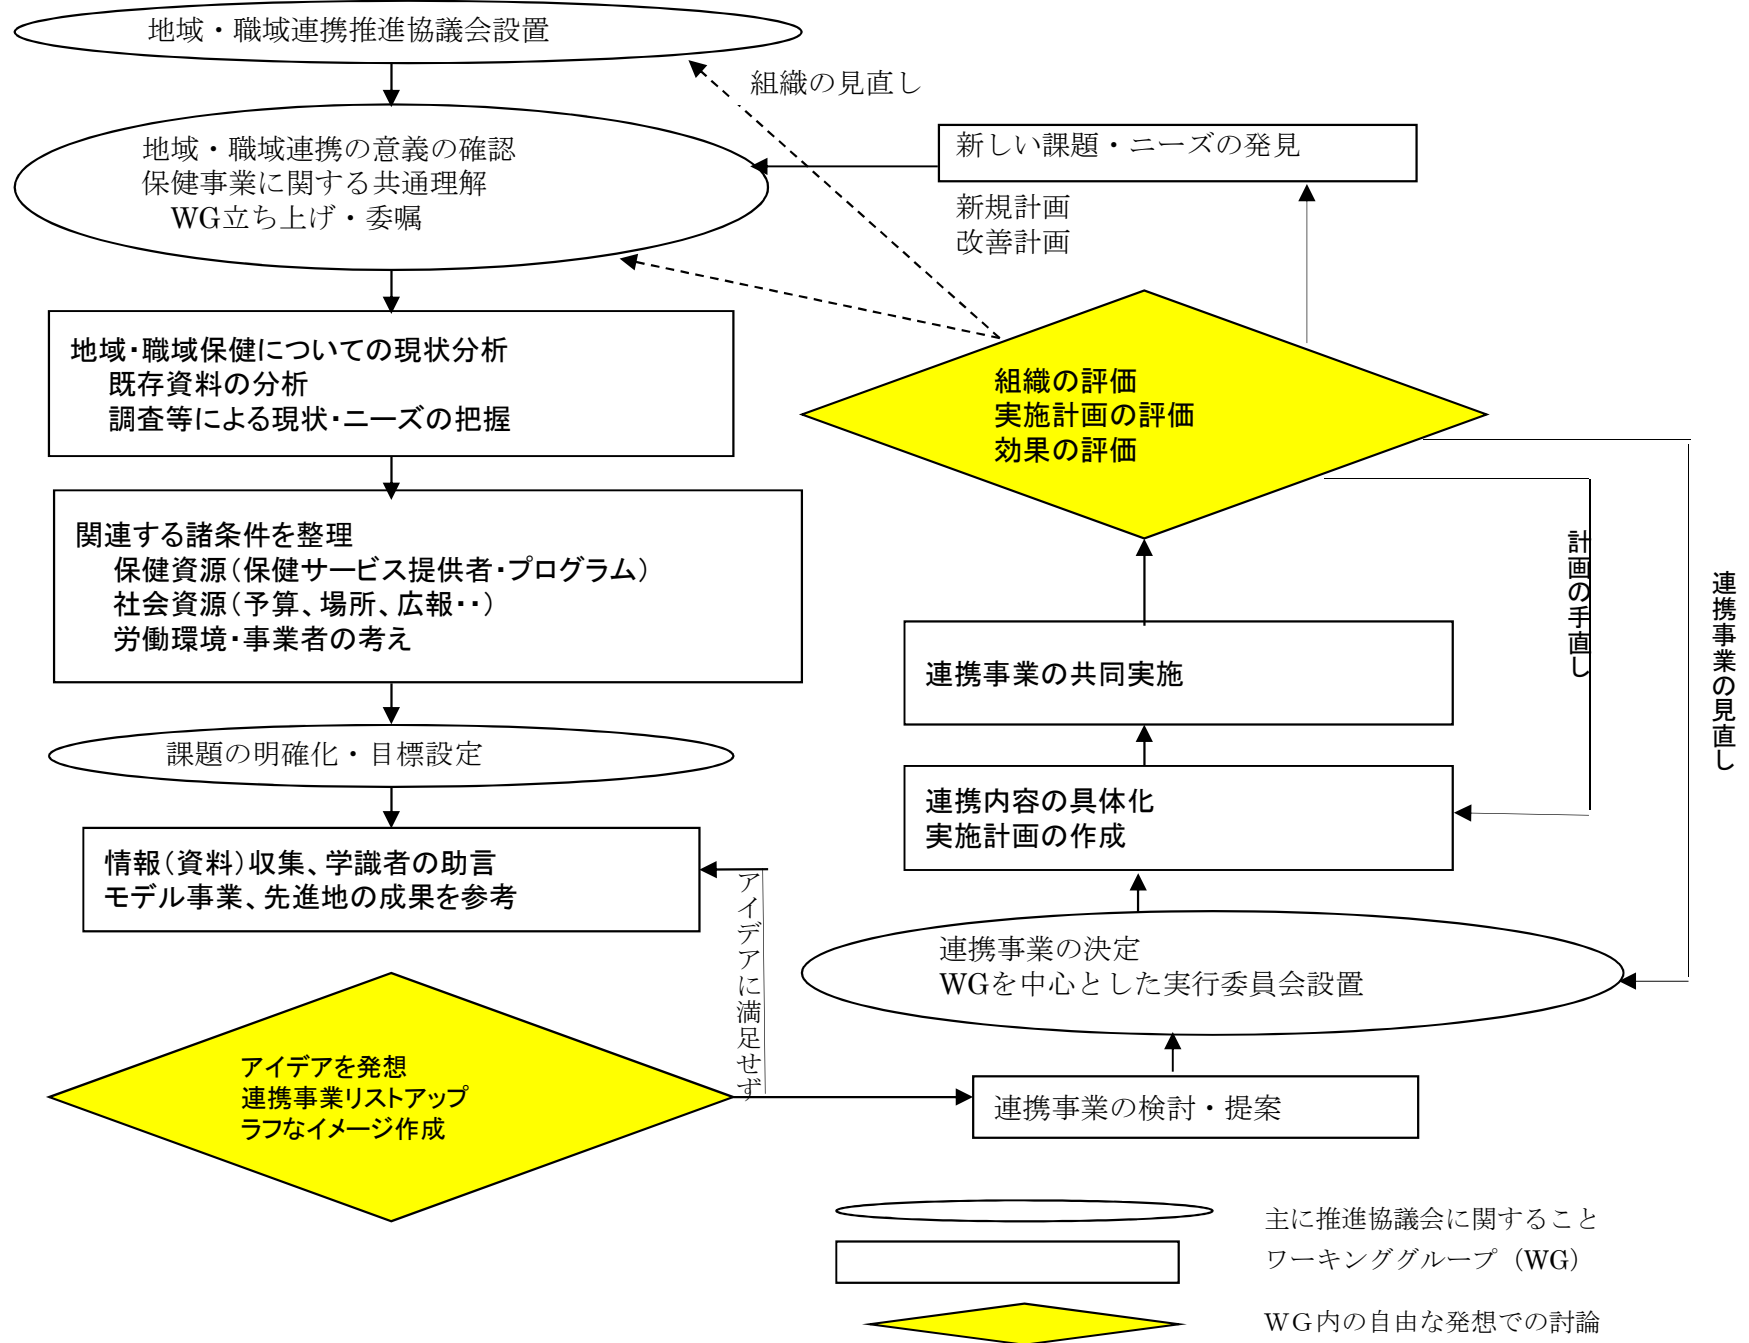 地域・職域連携推進協議会設置
組織の見直し
地域・職域連携の意義の確認
保健事業に関する共通理解
WG立ち上げ・委嘱
新しい課題・ニーズの発見
新規計画
改善計画
地域・職域保健についての現状分析
既存資料の分析
調査等による現状・ニーズの把握
組織の評価
実施計画の評価
効果の評価
関連する諸条件を整理
保健資源(保健サービス提供者・プログラム)
社会資源(予算、場所、広報・・)
労働環境・事業者の考え
計画の手直し
連携事業の見直し
連携事業の共同実施
課題の明確化・目標設定
連携内容の具体化
実施計画の作成
情報(資料)収集、学識者の助言
モデル事業、先進地の成果を参考
アイデアに満足せず
連携事業の決定
WGを中心とした実行委員会設置
アイデアを発想
連携事業リストアップ
ラフなイメージ作成
連携事業の検討・提案
主に推進協議会に関すること
ワーキンググループ(WG)
ＷＧ内の自由な発想での討論